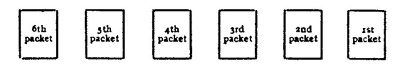 6th
packet
5th
packet
4th
packet
3rd
packet
2nd
packet
1st
packet